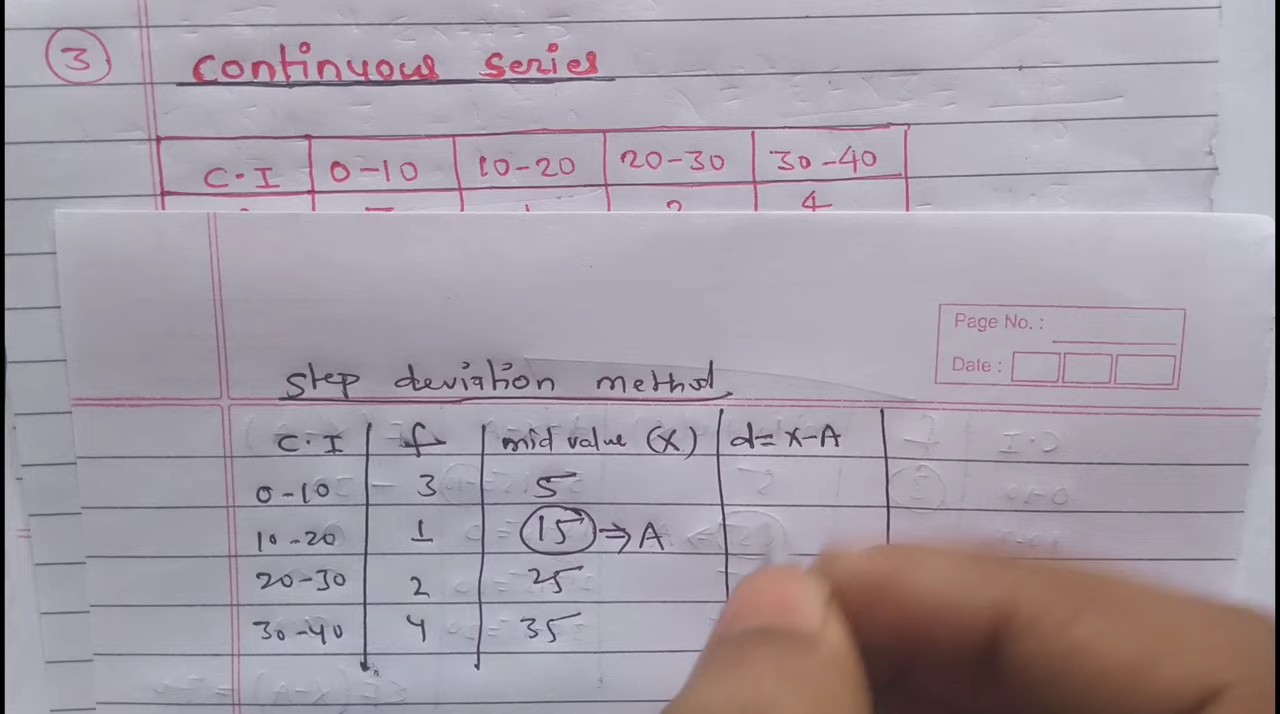 3 Continuous series
C.I 0-10 10-20 20-30 30-40
4
Page No. :
Date :
Step deviation method
C.I f mid value (x) d=x-A
0-10 3 5
10-20 1 15 ⇒ A
20-30 2 25
30-40 4 35